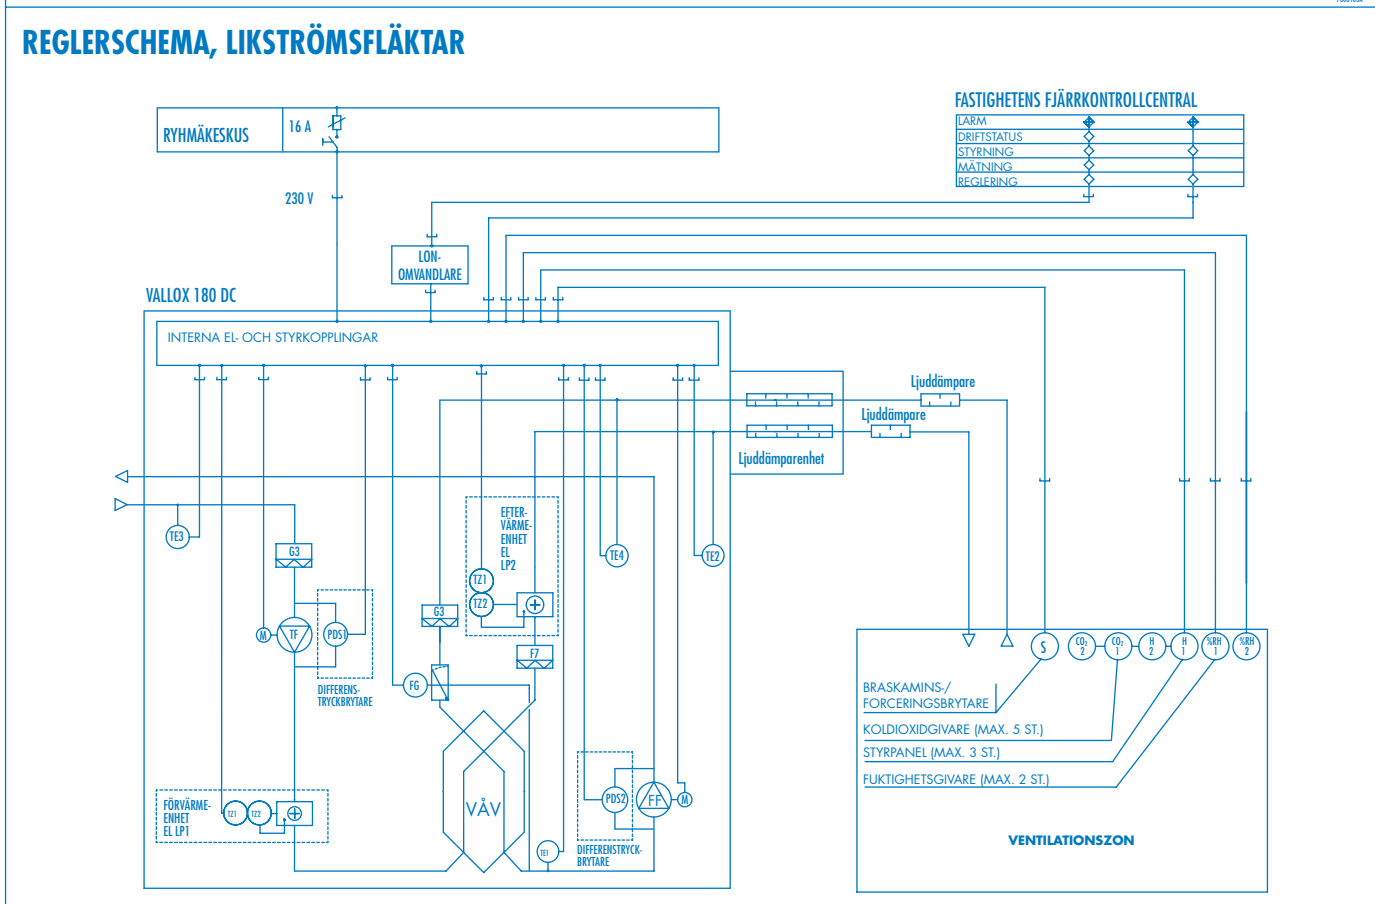 REGLERSCHEMA, LIKSTRÖMSFLÄKTAR
RYHMÄKESKUS
16 A
230 V
FASTIGHETENS FJÄRRKONTROLLCENTRAL
LARM
DRIFTSTATUS
STYRNING
MÄTNING
REGLERING
LON-
OMVANDLARE
VALLOX 180 DC
INTERNA EL- OCH STYRKOPPLINGAR
Ljuddämpare
Ljuddämpare
Ljuddämparenhet
TE3
G3
M
TF
PDS1
DIFFERENS-
TRYCKBRYTARE
FÖRVÄRME-
ENHET
EL LP1
TZ1
TZ2
EFTER-
VÄRME-
ENHET
EL
LP2
TZ1
TZ2
TE4
TE2
G3
F7
FG
VÅV
TE1
PDS2
FF
M
DIFFERENSTRYCK-
BRYTARE
S
CO2
2
CO2
1
H
2
H
1
%RH
1
%RH
2
BRASKAMINS-/
FORCERINGSBRYTARE
KOLDIOXIDGIVARE (MAX. 5 ST.)
STYRPANEL (MAX. 3 ST.)
FUKTIGHETSGIVARE (MAX. 2 ST.)
VENTILATIONSZON